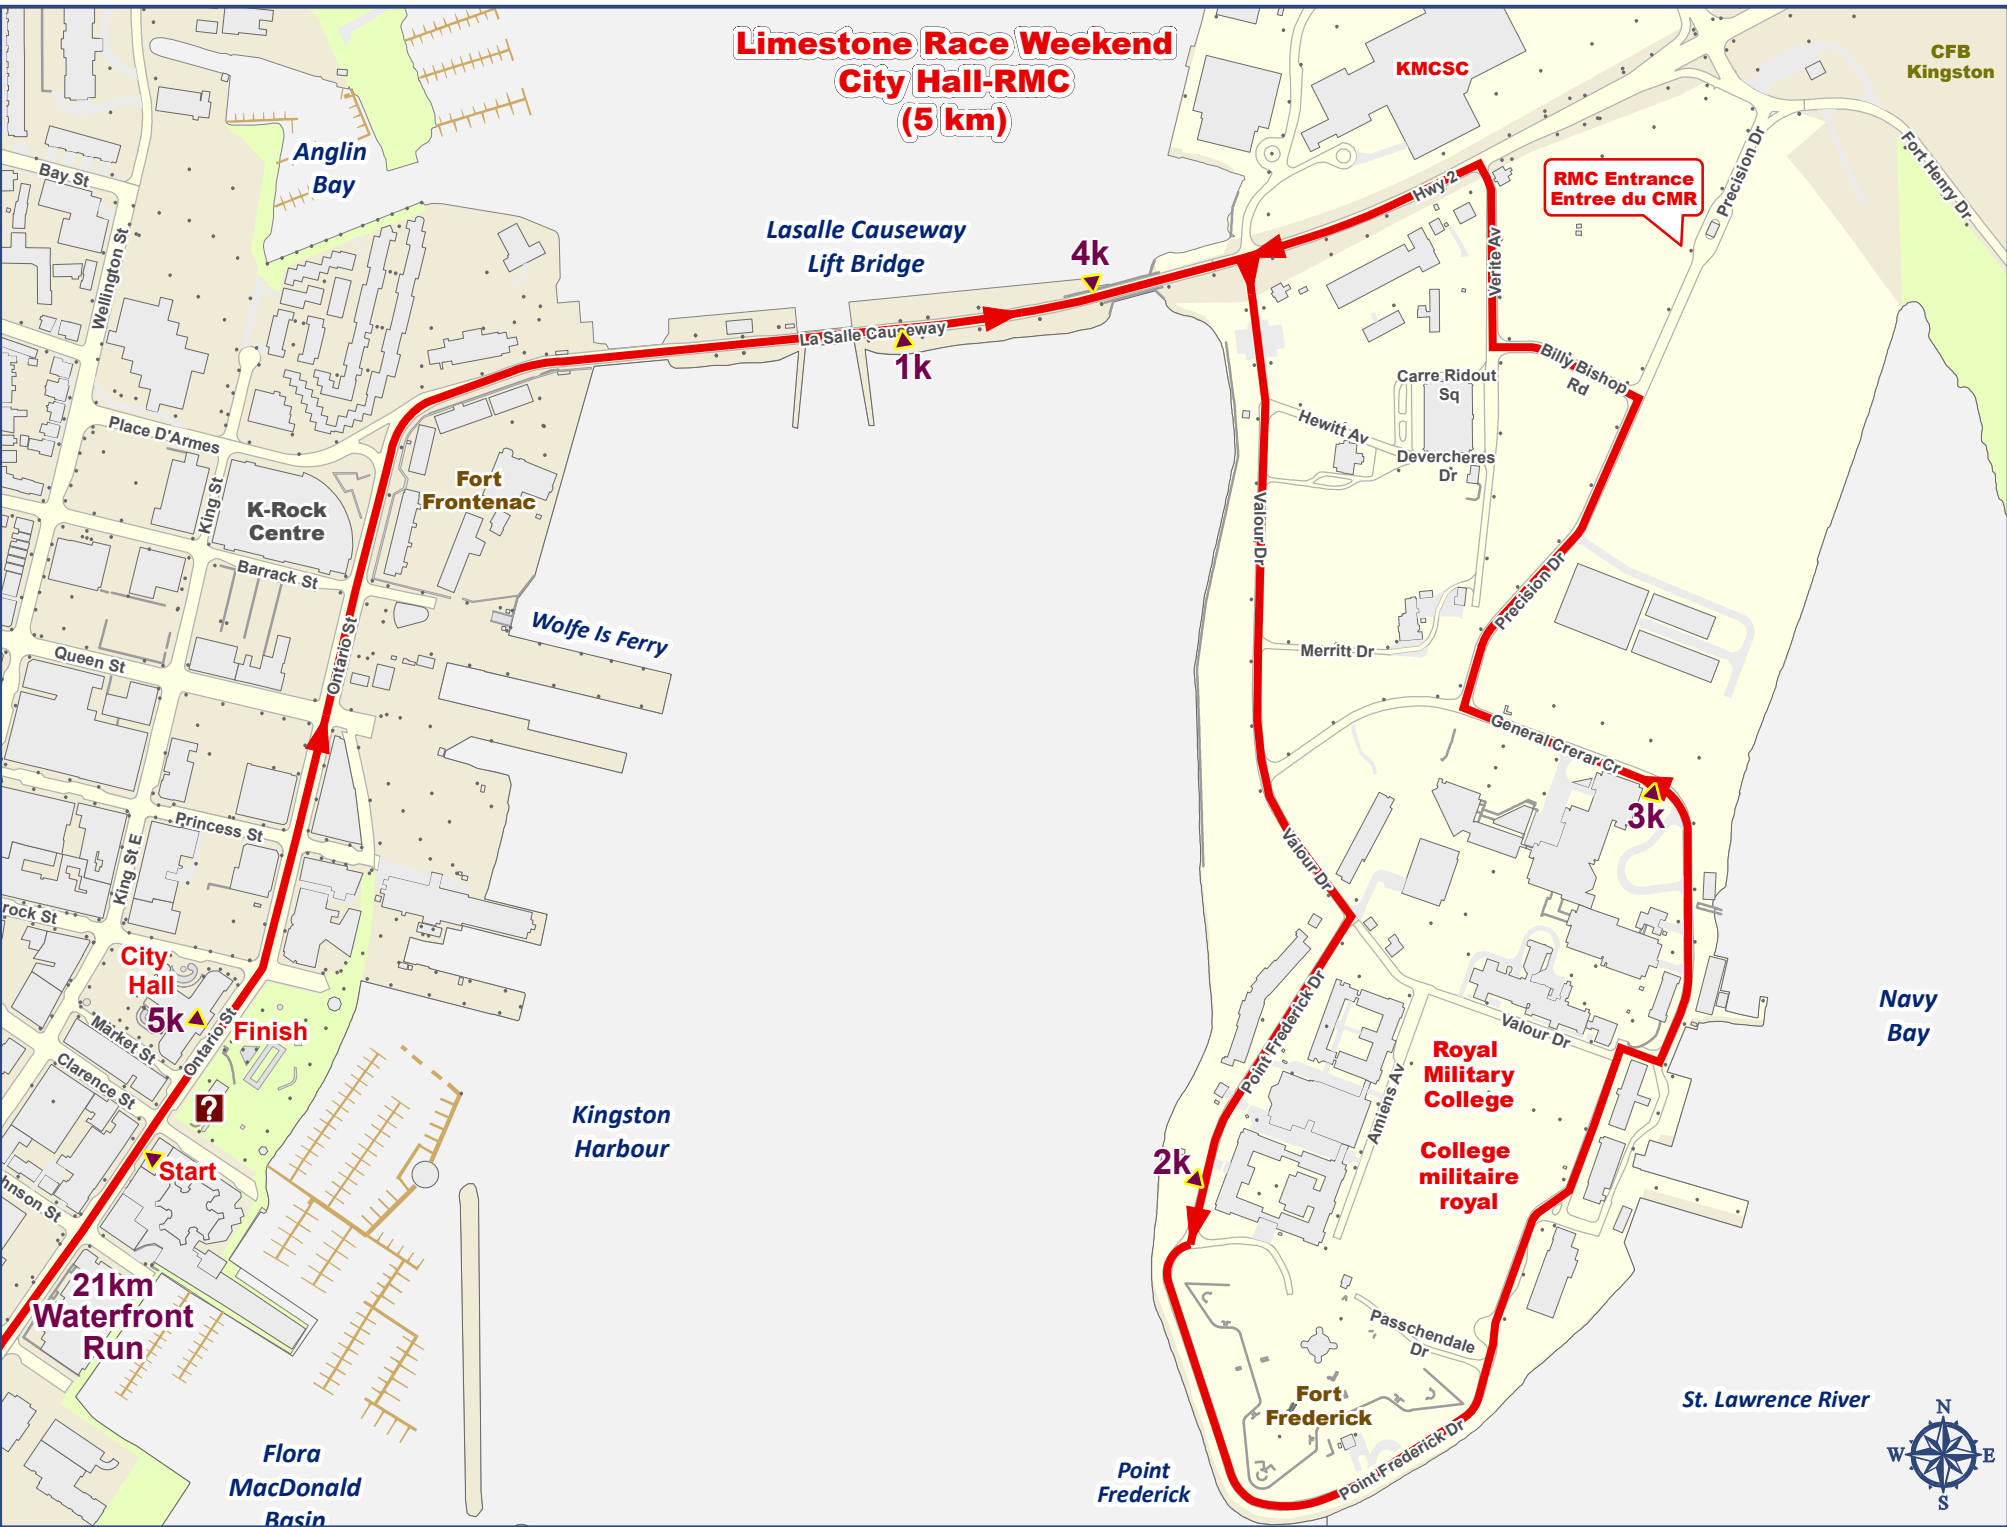 Limestone Race Weekend
City Hall-RMC
(5 km)
KMCSC
CFB
Kingston
Anglin
Bay
Bay St
Wellington St
Lasalle Causeway
Lift Bridge
4k
1k
La Salle Causeway
Hwy 2
RMC Entrance
Entree du CMR
Precision Dr
Fort Henry Dr
Verite Av
Billy Bishop
Rd
Carre Ridout
Sq
Hewitt Av
Devercheres
Dr
Place D'Armes
King St
K-Rock
Centre
Fort
Frontenac
Barrack St
Ontario St
Queen St
Wolfe Is Ferry
Valour Dr
Precision Dr
Merritt Dr
General Crerar Cr
3k
Princess St
King St E
rock St
Valour Dr
City
Hall
5k
Finish
Ontario St
Market St
Clarence St
?
Start
hnson St
21km
Waterfront
Run
Kingston
Harbour
Point Frederick Dr
Amiens Av
Valour Dr
Royal
Military
College
College
militaire
royal
2k
Navy
Bay
Passchendale
Dr
Fort
Frederick
Point Frederick Dr
Point
Frederick
St. Lawrence River
Flora
MacDonald
Basin
N
W
E
S